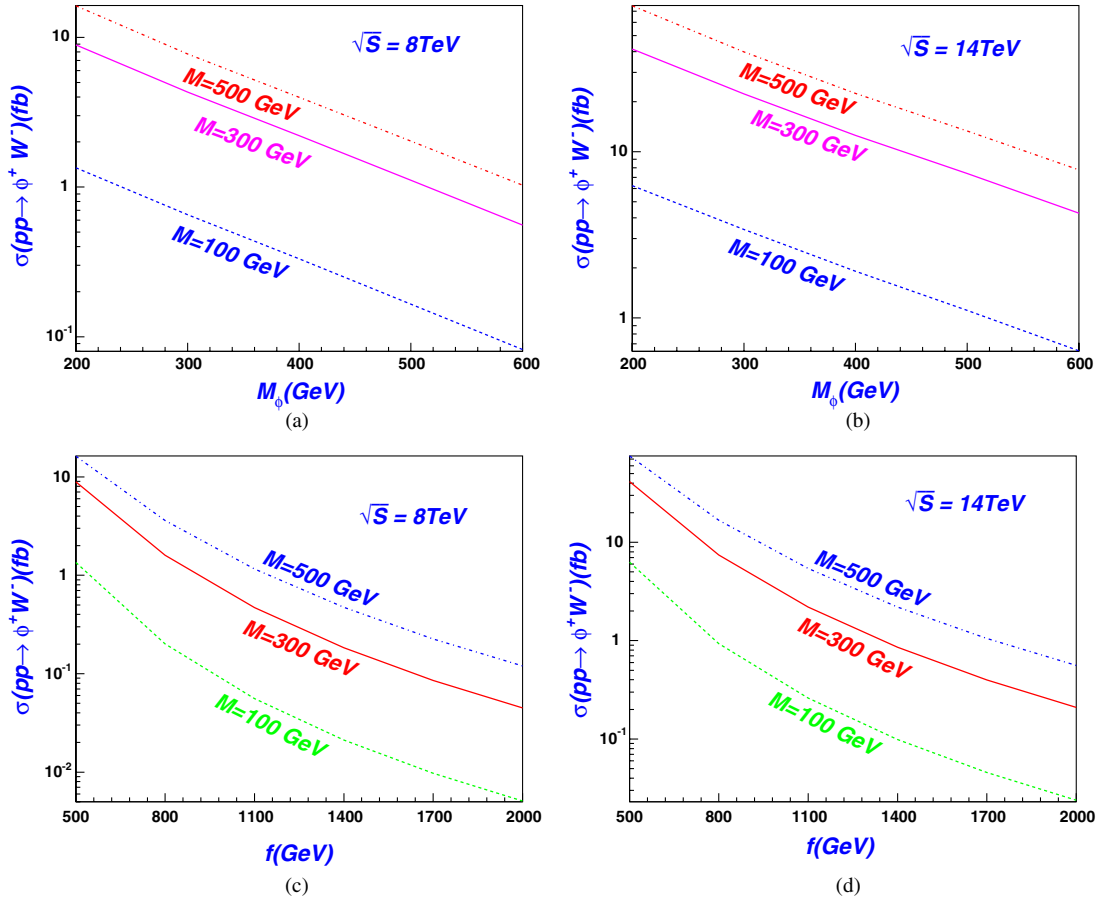 σ(pp→ ϕ⁺ W⁻)(fb)
10
1
10⁻¹
√S = 8TeV
M=500 GeV
M=300 GeV
M=100 GeV
200 300 400 500 600
M_ϕ(GeV)
(a)
σ(pp→ ϕ⁺ W⁻)(fb)
10
1
√S = 14TeV
M=500 GeV
M=300 GeV
M=100 GeV
200 300 400 500 600
M_ϕ(GeV)
(b)
σ(pp→ ϕ⁺W⁻)(fb)
10
1
10⁻¹
10⁻²
√S = 8TeV
M=500 GeV
M=300 GeV
M=100 GeV
500 800 1100 1400 1700 2000
f(GeV)
(c)
σ(pp→ ϕ⁺W⁻)(fb)
10
1
10⁻¹
√S = 14TeV
M=500 GeV
M=300 GeV
M=100 GeV
500 800 1100 1400 1700 2000
f(GeV)
(d)